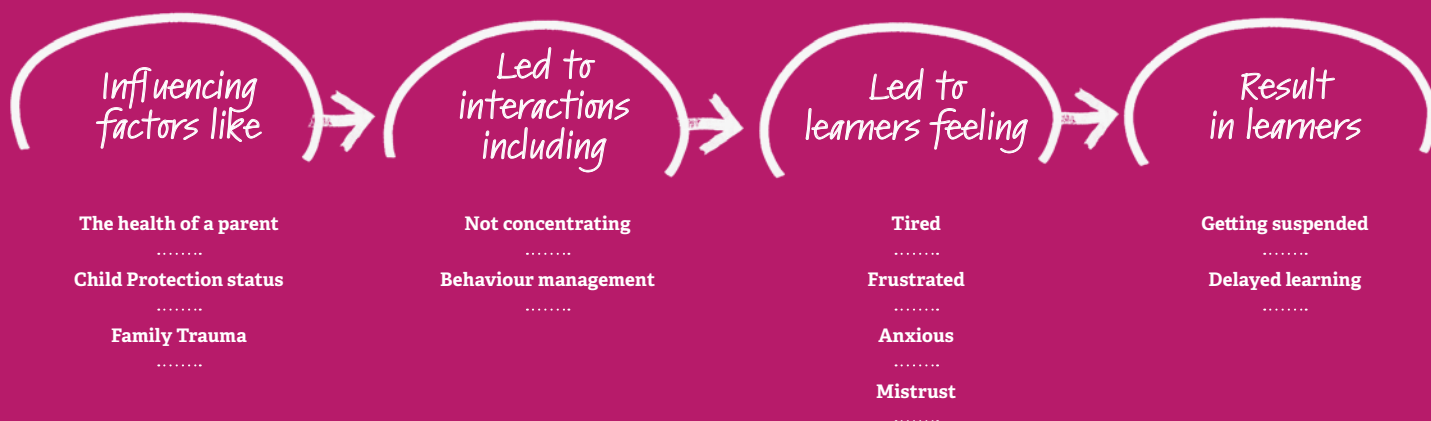 Influencing
factors like
Led to
interactions
including
Led to
learners feeling
Result
in learners
The health of a parent
Child Protection status
Family Trauma
Not concentrating
Behaviour management
Tired
Frustrated
Anxious
Mistrust
Getting suspended
Delayed learning